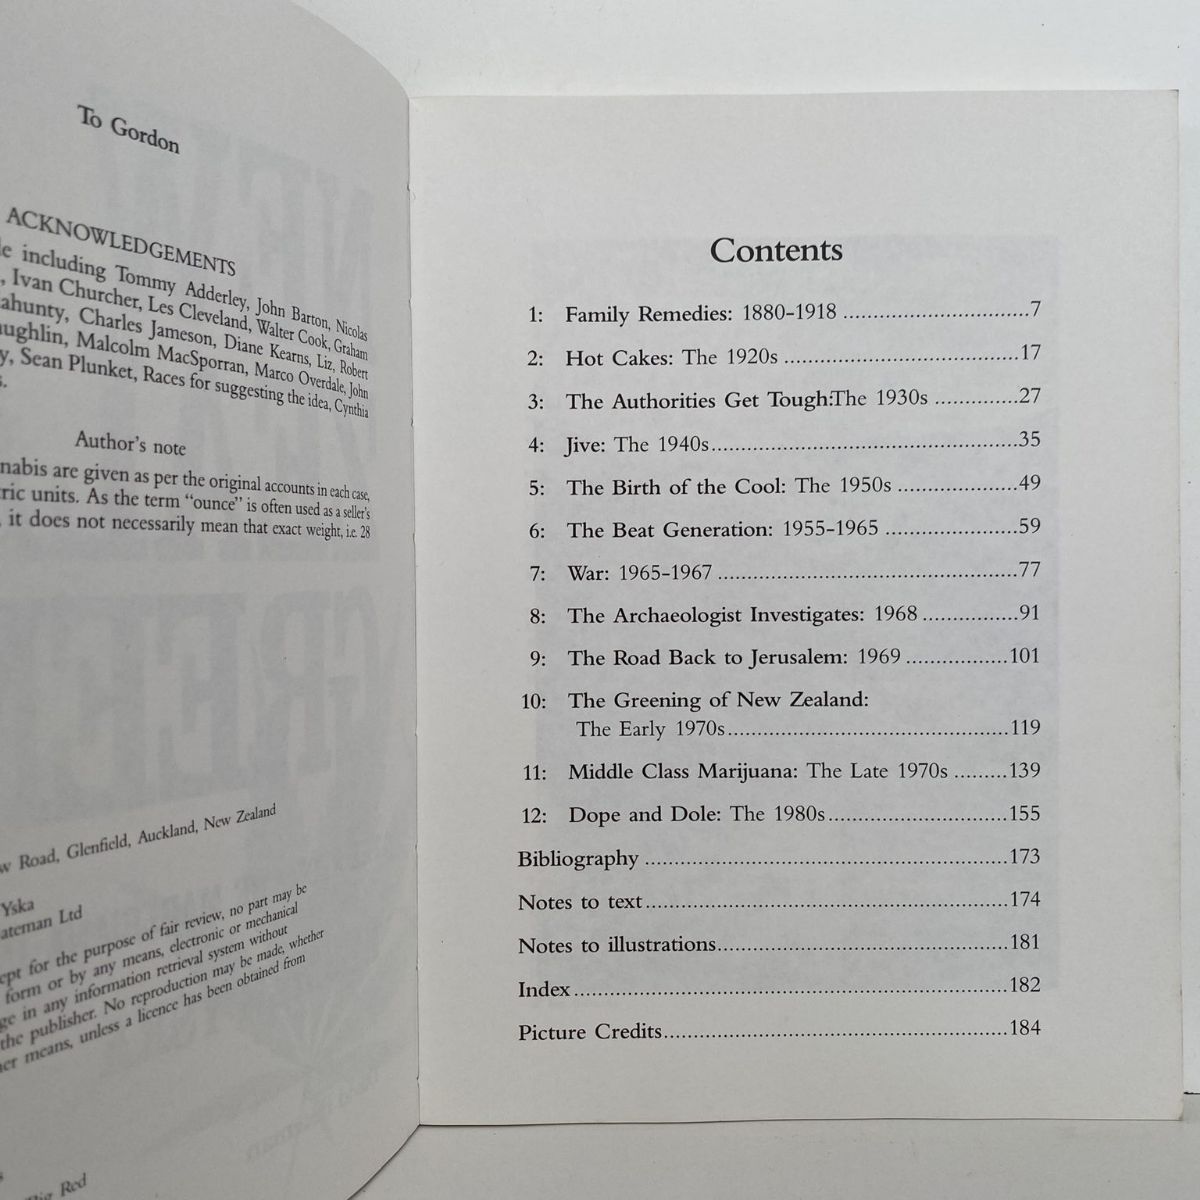 To Gordon
ACKNOWLEDGEMENTS
including Tommy Adderley, John Barton, Nicolas
, Ivan Churcher, Les Cleveland, Walter Cook, Graham
ahunty, Charles Jameson, Diane Kearns, Liz, Robert
ughlin, Malcolm MacSporran, Marco Overdale, John
y, Sean Plunket, Races for suggesting the idea, Cynthia
s.
Author's note
nabis are given as per the original accounts in each case,
ric units. As the term “ounce” is often used as a seller's
, it does not necessarily mean that exact weight, i.e. 28
w Road, Glenfield, Auckland, New Zealand
Yska
ateman Ltd
ept for the purpose of fair review, no part may be
form or by any means, electronic or mechanical
ge in any information retrieval system without
the publisher. No reproduction may be made, whether
her means, unless a licence has been obtained from
Big Red
Contents
1: Family Remedies: 1880–1918 ..............................7
2: Hot Cakes: The 1920s ......................................17
3: The Authorities Get Tough:The 1930s .............27
4: Jive: The 1940s..................................................35
5: The Birth of the Cool: The 1950s ...................49
6: The Beat Generation: 1955–1965 .....................59
7: War: 1965–1967 ................................................77
8: The Archaeologist Investigates: 1968 ...............91
9: The Road Back to Jerusalem: 1969 .................101
10: The Greening of New Zealand:
The Early 1970s..............................................119
11: Middle Class Marijuana: The Late 1970s .........139
12: Dope and Dole: The 1980s.............................155
Bibliography ..........................................................173
Notes to text..........................................................174
Notes to illustrations...............................................181
Index .....................................................................182
Picture Credits.......................................................184